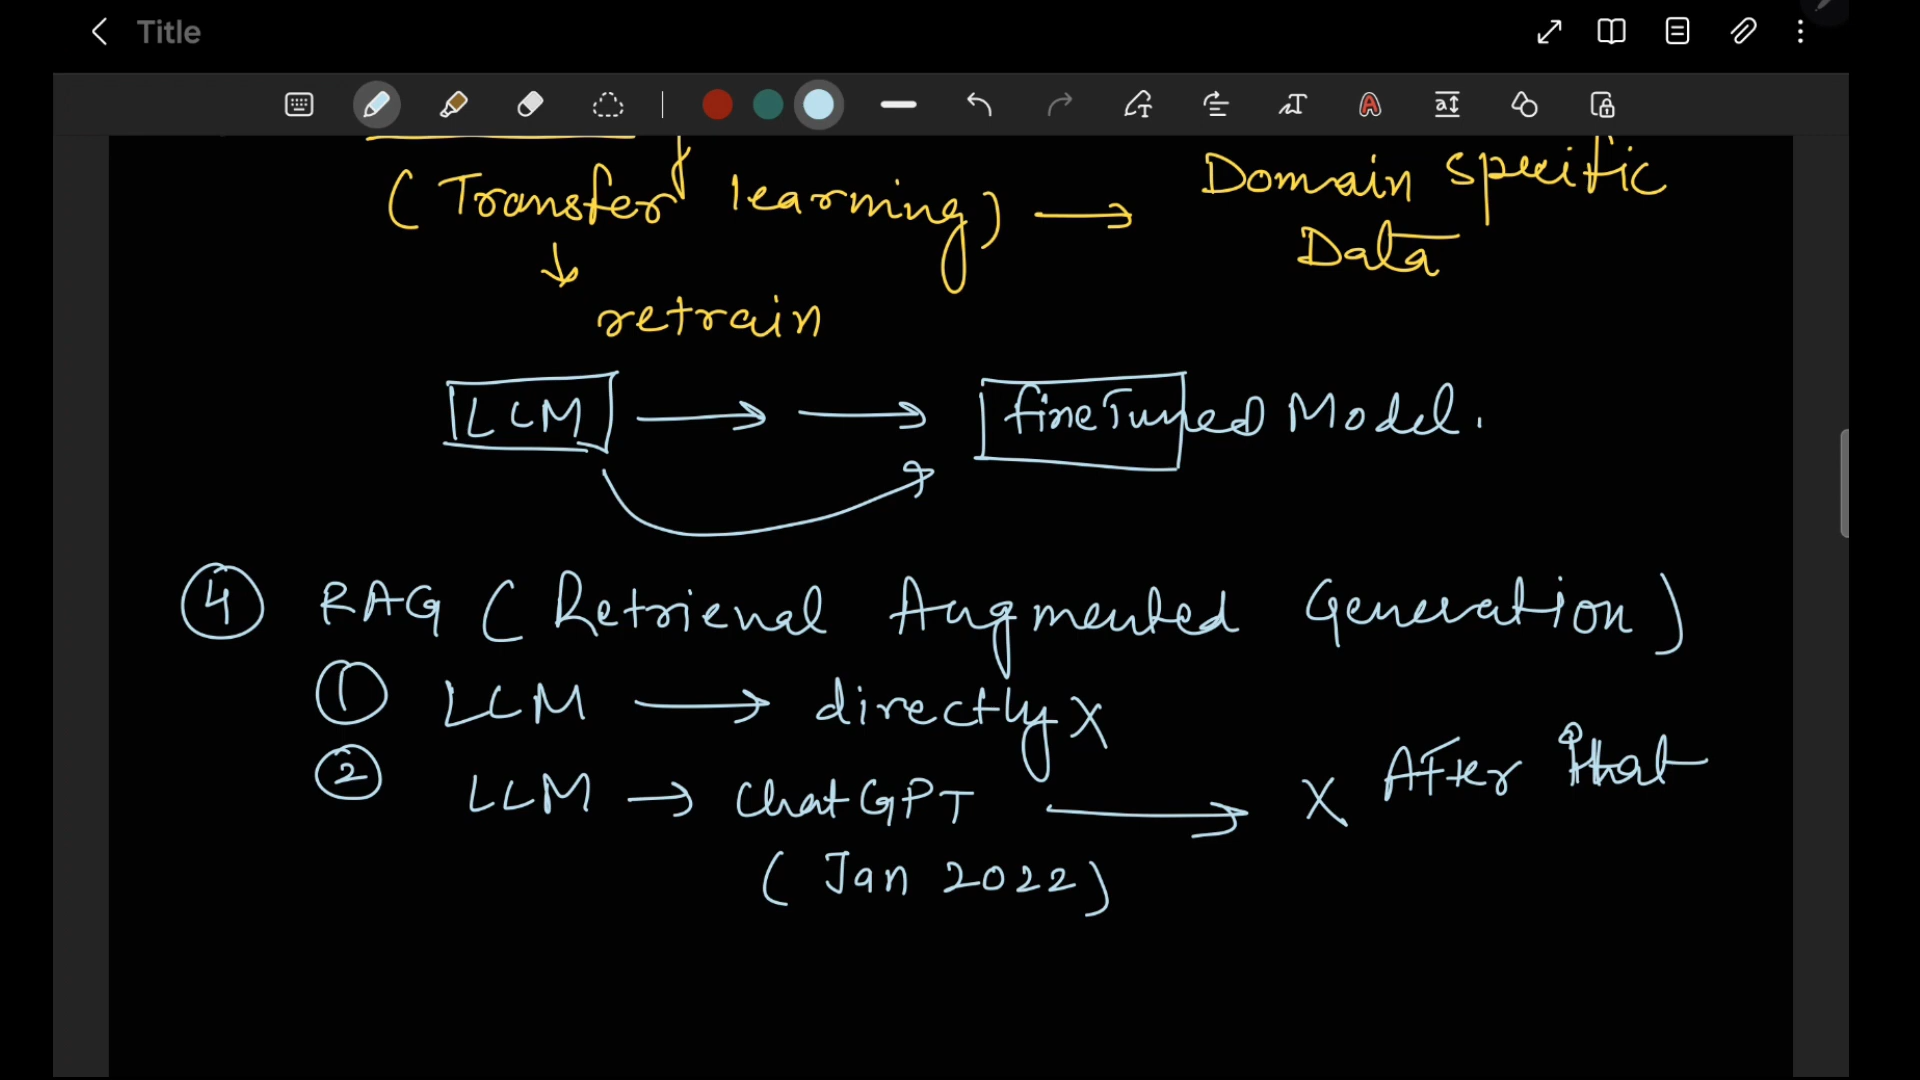 Title
(Transfer learning) → Domain specific Data
↓
retrain
LLM → → fineTuned Model.
④ RAG (Retrieval Augmented Generation)
① LLM → directly X
② LLM → ChatGPT → X After that
(Jan 2022)